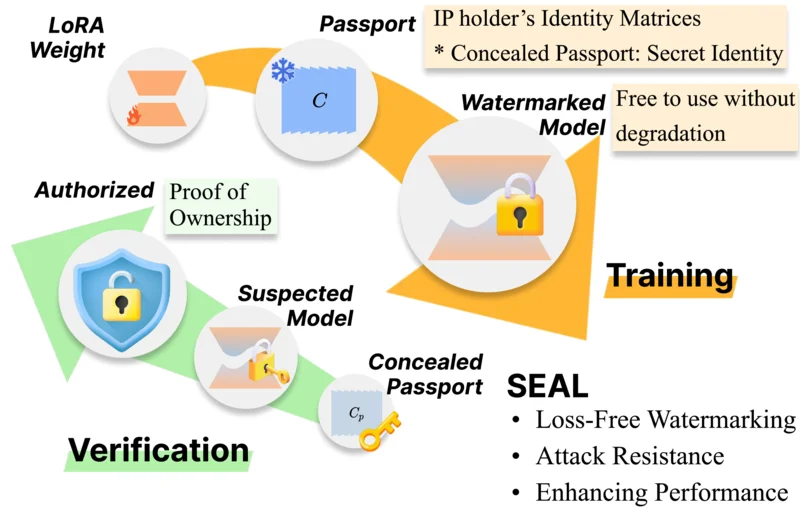 LoRA
Weight
Passport
IP holder's Identity Matrices
* Concealed Passport: Secret Identity
C
Watermarked
Model
Free to use without
degradation
Authorized
Proof of
Ownership
Training
Suspected
Model
Concealed
Passport
Cₚ
Verification
SEAL
• Loss-Free Watermarking
• Attack Resistance
• Enhancing Performance